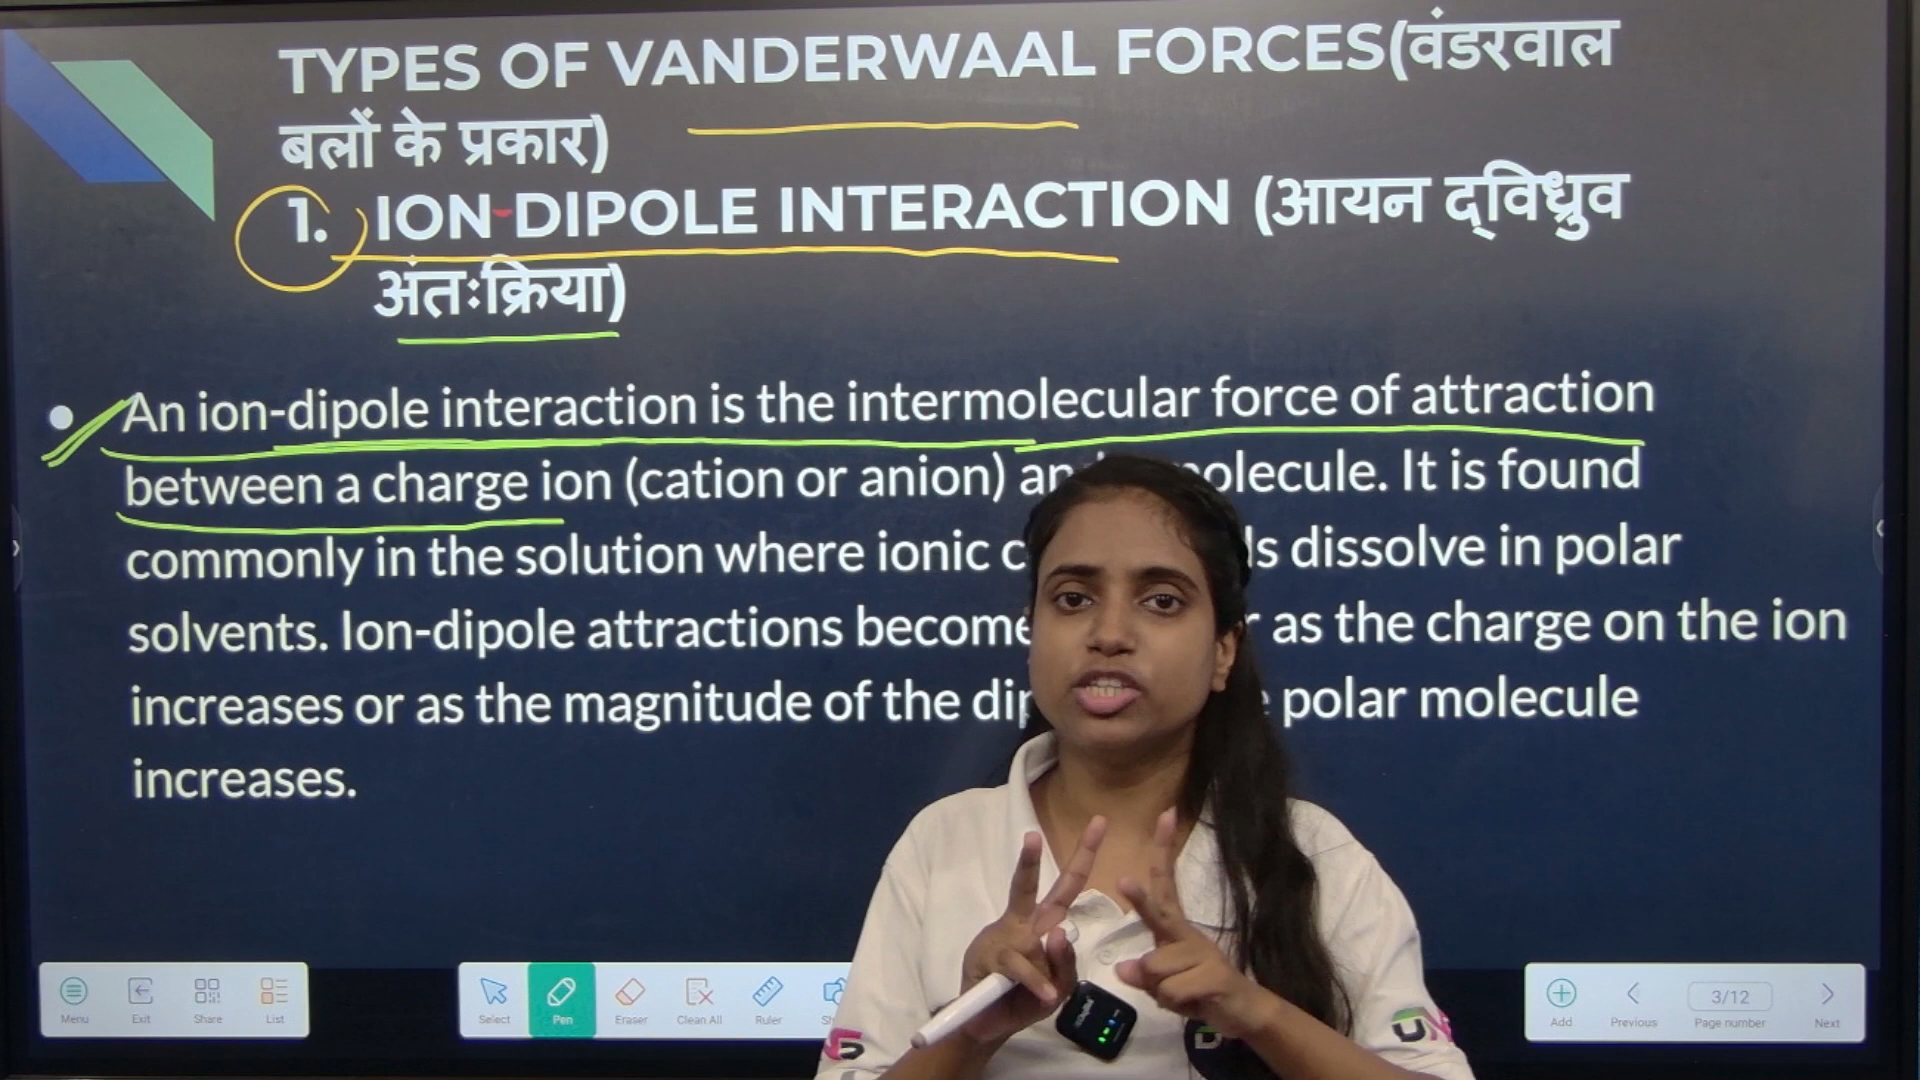 TYPES OF VANDERWAAL FORCES(वंडरवाल
बलों के प्रकार)
1. ION-DIPOLE INTERACTION (आयन द्विध्रुव
अंतःक्रिया)
An ion-dipole interaction is the intermolecular force of attraction
between a charge ion (cation or anion) molecule. It is found
commonly in the solution where ionic dissolve in polar
solvents. Ion-dipole attractions become as the charge on the ion
increases or as the magnitude of the polar molecule
increases.
Menu Exit Share List Select Pen Eraser Clean All Ruler Add Previous 3/12 Page number Next